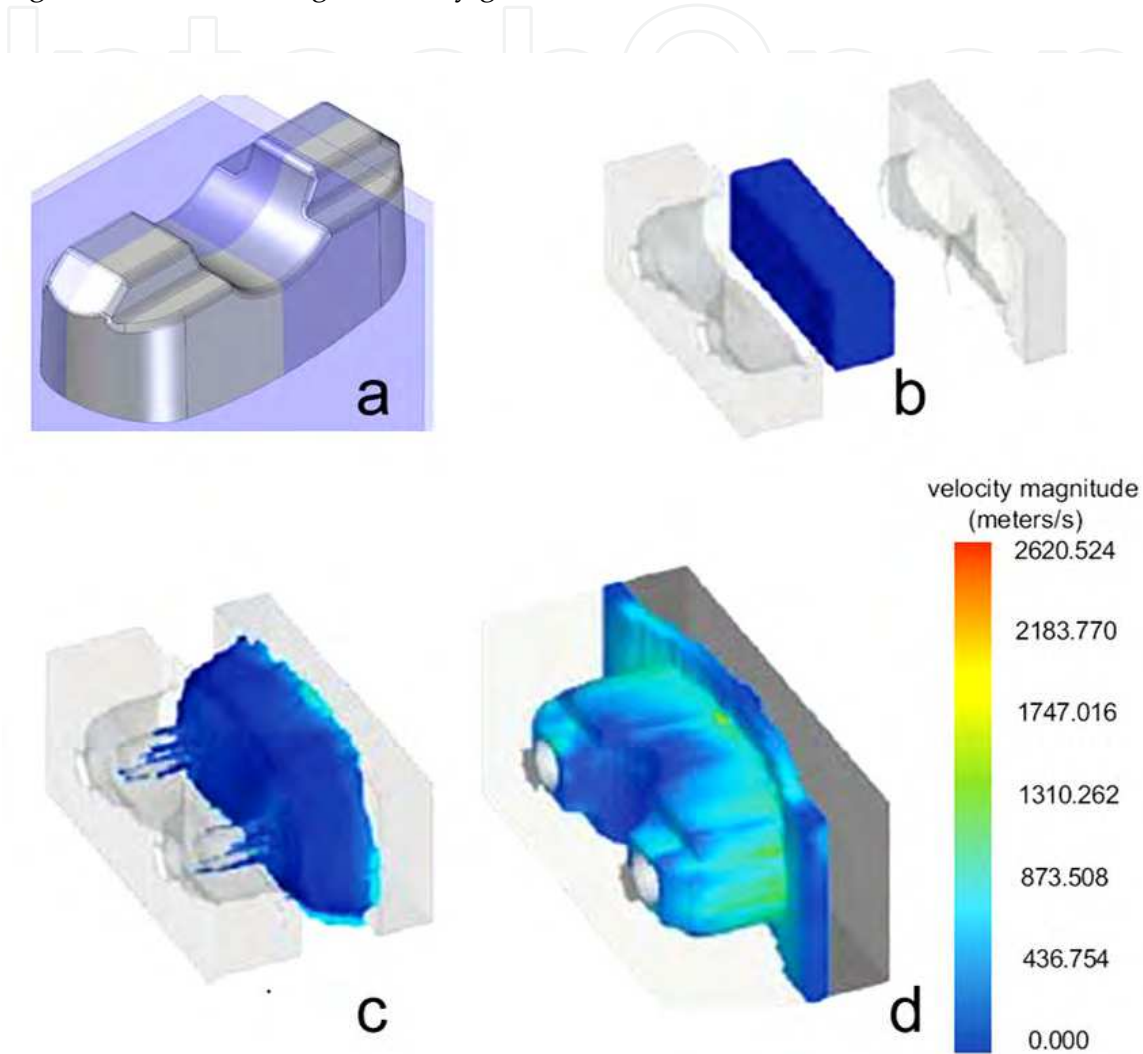 a
b
velocity magnitude
(meters/s)
2620.524
2183.770
1747.016
1310.262
873.508
436.754
0.000
c
d